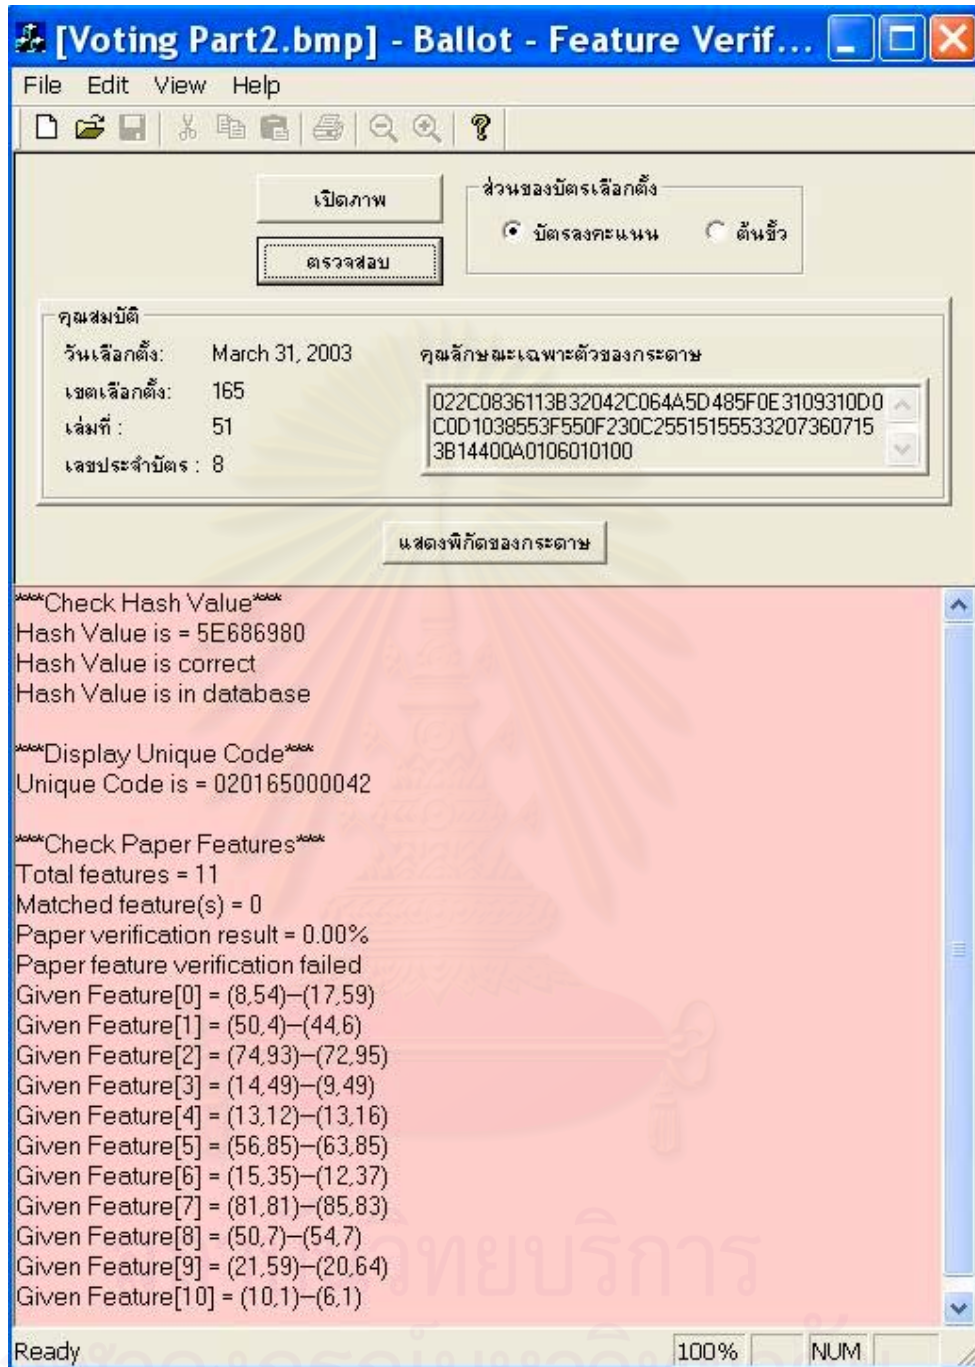 [Voting Part2.bmp] - Ballot - Feature Verif...
File Edit View Help
เปิดภาพ
ส่วนของบัตรเลือกตั้ง
บัตรลงคะแนน ต้นขั้ว
ตรวจสอบ
คุณสมบัติ
วันเลือกตั้ง: March 31, 2003 คุณลักษณะเฉพาะตัวของกระดาษ
เขตเลือกตั้ง: 165
เล่มที่ : 51
เลขประจำบัตร : 8
022C0836113B32042C064A5D485F0E3109310D0
C0D1038553F550F230C25515155533207360715
3B14400A0106010100
แสดงพิกัดของกระดาษ
****Check Hash Value****
Hash Value is = 5E686980
Hash Value is correct
Hash Value is in database
****Display Unique Code****
Unique Code is = 020165000042
****Check Paper Features****
Total features = 11
Matched feature(s) = 0
Paper verification result = 0.00%
Paper feature verification failed
Given Feature[0] = (8,54)--(17,59)
Given Feature[1] = (50,4)--(44,6)
Given Feature[2] = (74,93)--(72,95)
Given Feature[3] = (14,49)--(9,49)
Given Feature[4] = (13,12)--(13,16)
Given Feature[5] = (56,85)--(63,85)
Given Feature[6] = (15,35)--(12,37)
Given Feature[7] = (81,81)--(85,83)
Given Feature[8] = (50,7)--(54,7)
Given Feature[9] = (21,59)--(20,64)
Given Feature[10] = (10,1)--(6,1)
Ready 100% NUM